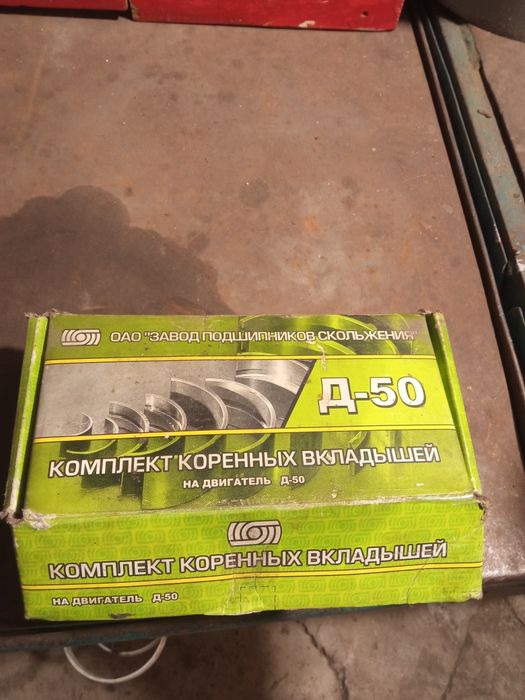 ОАО "ЗАВОД ПОДШИПНИКОВ СКОЛЬЖЕНИЯ"
Д-50
КОМПЛЕКТ КОРЕННЫХ ВКЛАДЫШЕЙ
НА ДВИГАТЕЛЬ Д-50
КОМПЛЕКТ КОРЕННЫХ ВКЛАДЫШЕЙ
НА ДВИГАТЕЛЬ Д-50